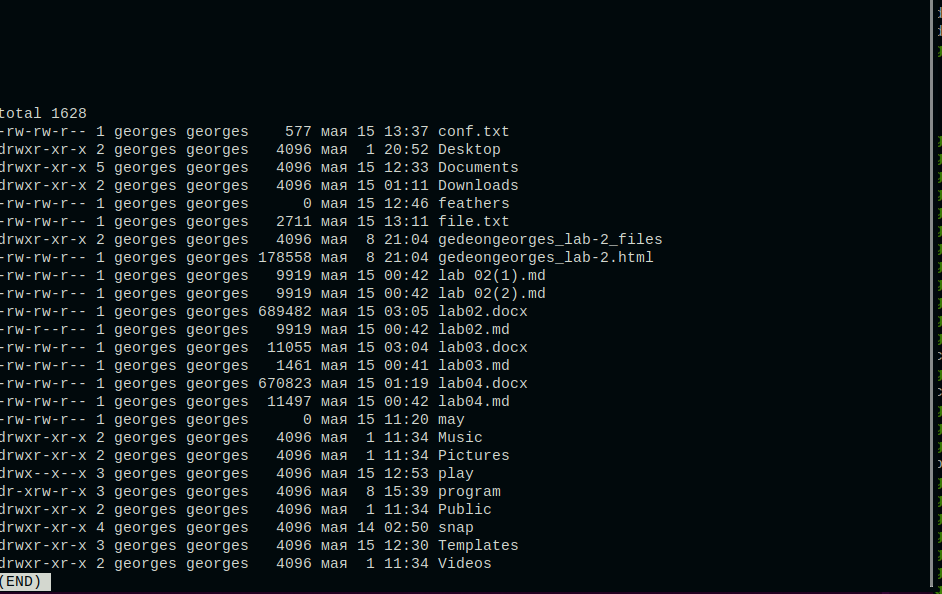 total 1628
-rw-rw-r-- 1 georges georges    577 мая 15 13:37 conf.txt
drwxr-xr-x 2 georges georges   4096 мая  1 20:52 Desktop
drwxr-xr-x 5 georges georges   4096 мая 15 12:33 Documents
drwxr-xr-x 2 georges georges   4096 мая 15 01:11 Downloads
-rw-rw-r-- 1 georges georges      0 мая 15 12:46 feathers
-rw-rw-r-- 1 georges georges   2711 мая 15 13:11 file.txt
drwxr-xr-x 2 georges georges   4096 мая  8 21:04 gedeongeorges_lab-2_files
-rw-rw-r-- 1 georges georges 178558 мая  8 21:04 gedeongeorges_lab-2.html
-rw-rw-r-- 1 georges georges   9919 мая 15 00:42 lab 02(1).md
-rw-rw-r-- 1 georges georges   9919 мая 15 00:42 lab 02(2).md
-rw-rw-r-- 1 georges georges 689482 мая 15 03:05 lab02.docx
-rw-r--r-- 1 georges georges   9919 мая 15 00:42 lab02.md
-rw-rw-r-- 1 georges georges  11055 мая 15 03:04 lab03.docx
-rw-rw-r-- 1 georges georges   1461 мая 15 00:41 lab03.md
-rw-rw-r-- 1 georges georges 670823 мая 15 01:19 lab04.docx
-rw-rw-r-- 1 georges georges  11497 мая 15 00:42 lab04.md
-rw-rw-r-- 1 georges georges      0 мая 15 11:20 may
drwxr-xr-x 2 georges georges   4096 мая  1 11:34 Music
drwxr-xr-x 2 georges georges   4096 мая  1 11:34 Pictures
drwx--x--x 3 georges georges   4096 мая 15 12:53 play
dr-xrw-r-x 3 georges georges   4096 мая  8 15:39 program
drwxr-xr-x 2 georges georges   4096 мая  1 11:34 Public
drwxr-xr-x 4 georges georges   4096 мая 14 02:50 snap
drwxr-xr-x 3 georges georges   4096 мая 15 12:30 Templates
drwxr-xr-x 2 georges georges   4096 мая  1 11:34 Videos
(END)